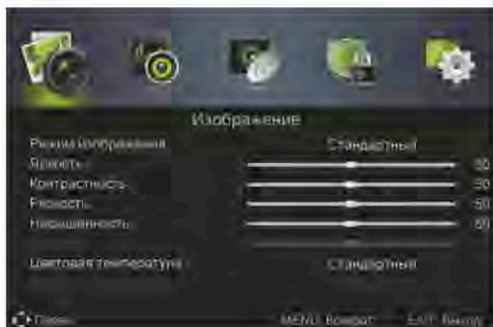 Изображение
Режим изображения Стандартный
Яркость 50
Контрастность 50
Резкость 50
Насыщенность 50
Цветовая температура Стандартный
Поиск MENU: Возврат EXIT: Выход